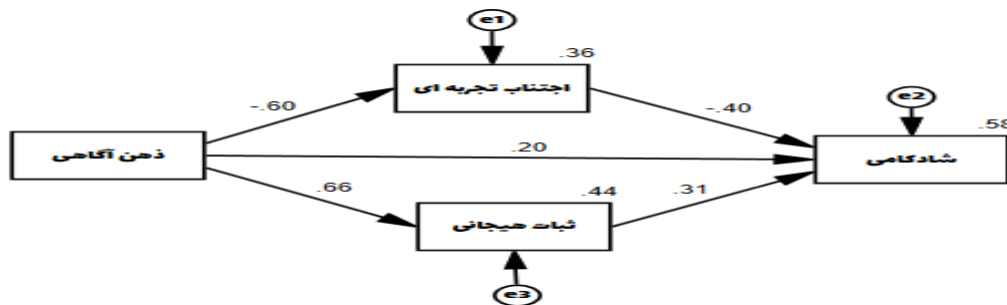 e1
.36
اجتناب تجربه ای
-.60
-.40
e2
.58
ذهن آگاهی
.20
شادکامی
.66
.44
.31
ثبات هیجانی
e3